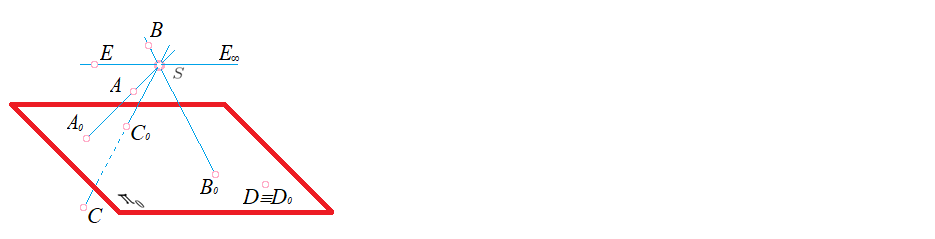 B
E E∞
S
A
A₀ C₀
B₀ D≡D₀
π₀
C